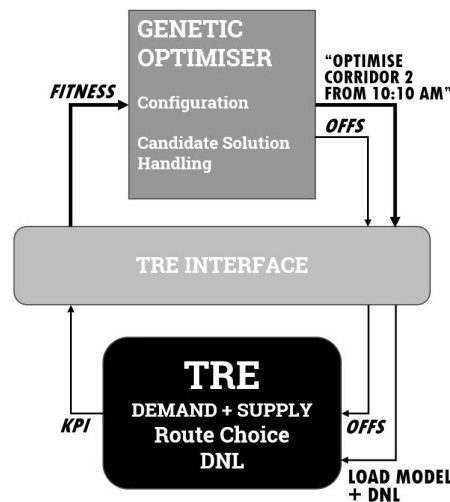 GENETIC
OPTIMISER
Configuration
Candidate Solution
Handling
FITNESS
“OPTIMISE
CORRIDOR 2
FROM 10:10 AM”
OFFS
TRE INTERFACE
TRE
DEMAND + SUPPLY
Route Choice
DNL
KPI
OFFS
LOAD MODEL
+ DNL